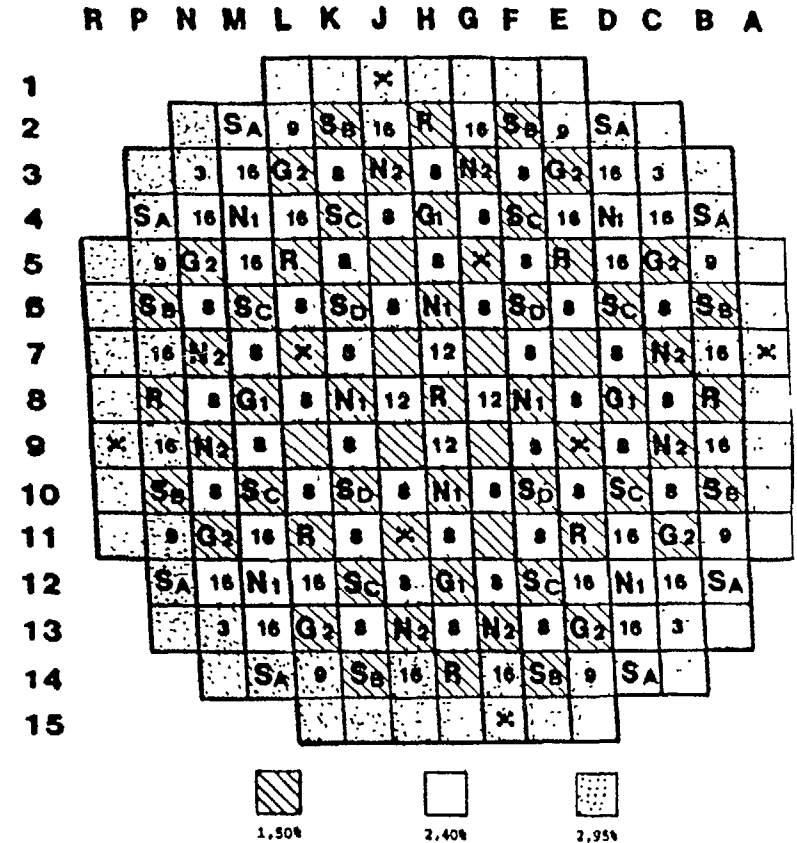 R P N M L K J H G F E D C B A
1 ×
2 SA 9 SB 16 R 16 SB 9 SA
3 3 16 G2 8 N2 8 N2 8 G2 16 3
4 SA 16 N1 16 SC 8 G1 8 SC 16 N1 16 SA
5 9 G2 16 R 8 8 × 8 R 16 G2 9
6 SB 8 SC 8 SD 8 N1 8 SD 8 SC 8 SB
7 16 N2 8 × 8 12 8 8 N2 16 ×
8 R 8 G1 8 N1 12 R 12 N1 8 G1 8 R
9 × 16 N2 8 8 12 8 × 8 N2 16
10 SB 8 SC 8 SD 8 N1 8 SD 8 SC 8 SB
11 9 G2 16 R 8 × 8 8 R 16 G2 9
12 SA 16 N1 16 SC 8 G1 8 SC 16 N1 16 SA
13 3 16 G2 8 N2 8 N2 8 G2 16 3
14 SA 9 SB 16 R 16 SB 9 SA
15 ×
1,50% 2,40% 2,95%